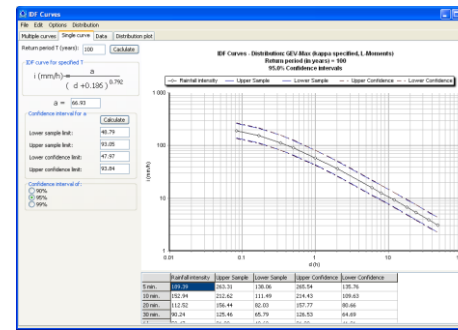 IDF Curves
File Edit Options Distribution
Multiple curves Single curve Data Distribution plot
Return period T (years): 100 Calculate
IDF curve for specified T
i (mm/h)= a
( d +0.186 ) 0.792
a = 66.93
Confidence interval for a
Calculate
Lower sample limit: 48.79
Upper sample limit: 93.05
Lower confidence limit: 47.97
Upper confidence limit: 93.84
Confidence interval of:
90%
95%
99%
IDF Curves - Distribution: GEV-Max (kappa specified, L-Moments)
Return period (in years) = 100
95.0% Confidence intervals
Rainfall intensity Upper Sample Lower Sample Upper Confidence Lower Confidence
1 000
100
10
1
i (mm/h)
0.01 0.1 1 10 100
d (h)
Rainfall intensity Upper Sample Lower Sample Upper Confidence Lower Confidence
5 min. 189.39 263.31 138.06 265.54 135.76
10 min. 152.94 212.62 111.49 214.43 109.63
20 min. 112.52 156.44 82.03 157.77 80.66
30 min. 90.24 125.46 65.79 126.53 64.69